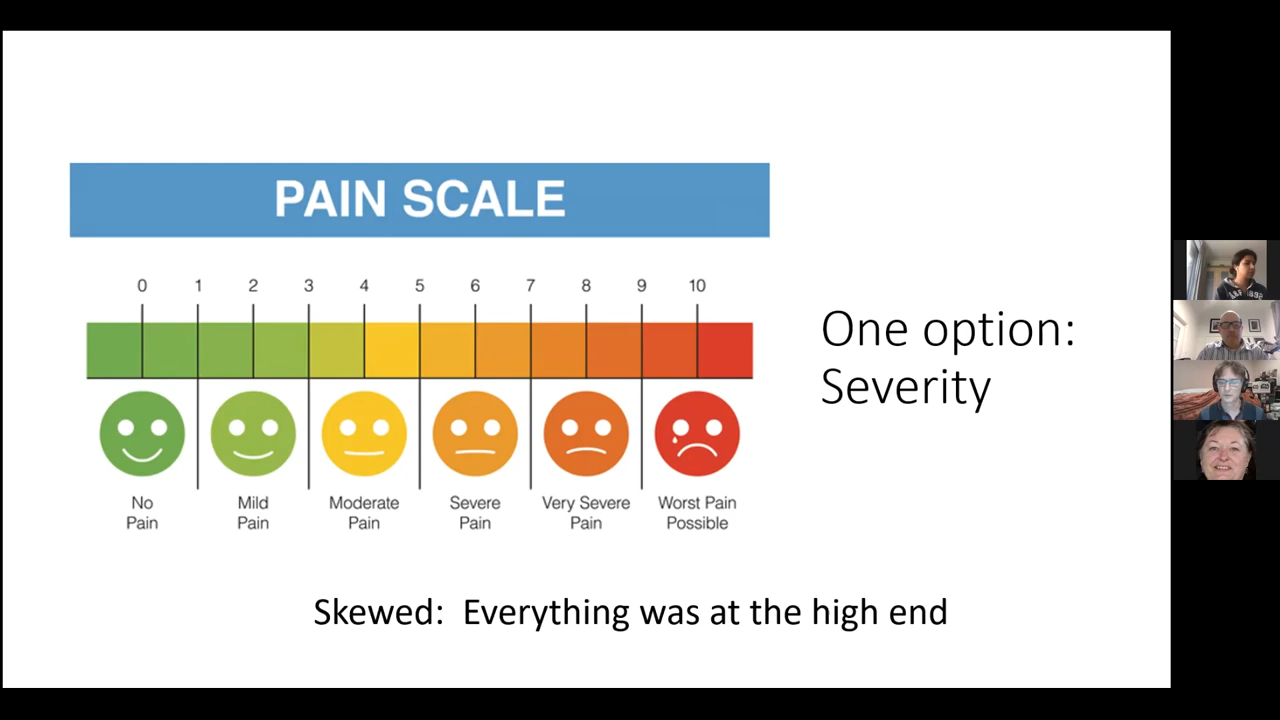 PAIN SCALE
0 1 2 3 4 5 6 7 8 9 10
No Pain
Mild Pain
Moderate Pain
Severe Pain
Very Severe Pain
Worst Pain Possible
One option:
Severity
Skewed: Everything was at the high end